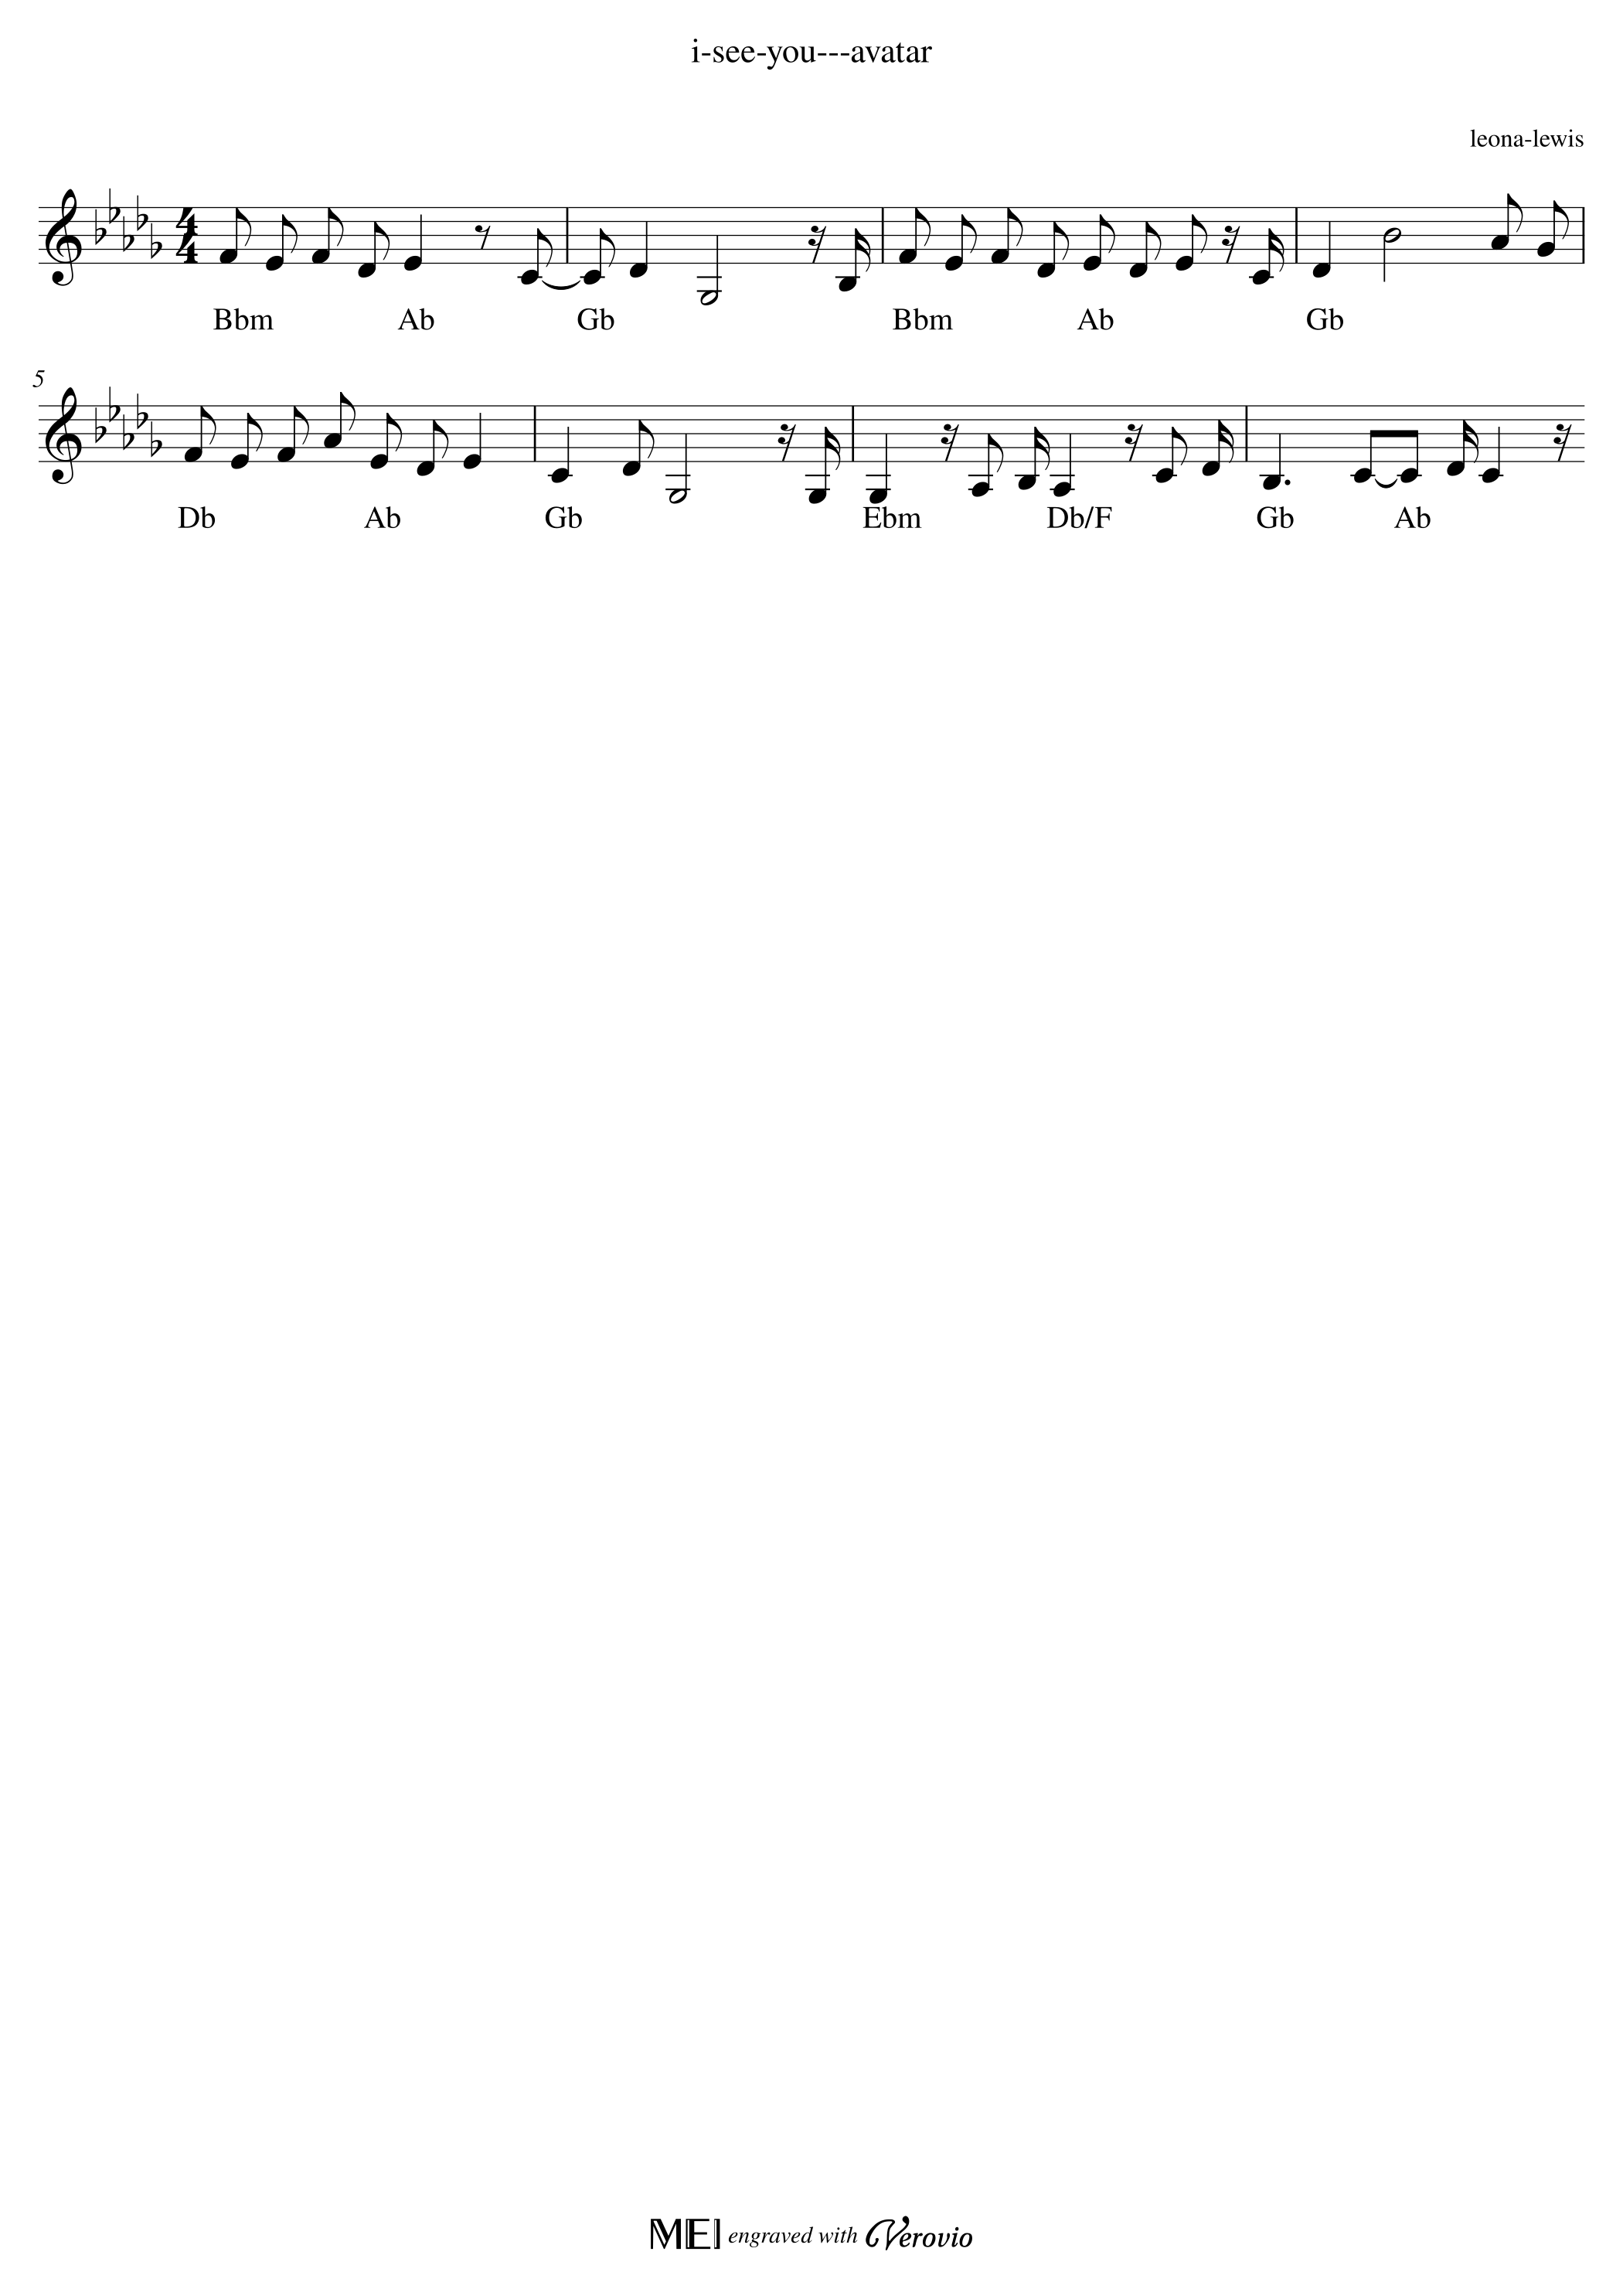 i-see-you---avatar
leona-lewis
4
4
Bbm Ab Gb Bbm Ab Gb
5
Db Ab Gb Ebm Db/F Gb Ab
MEI engraved with Verovio